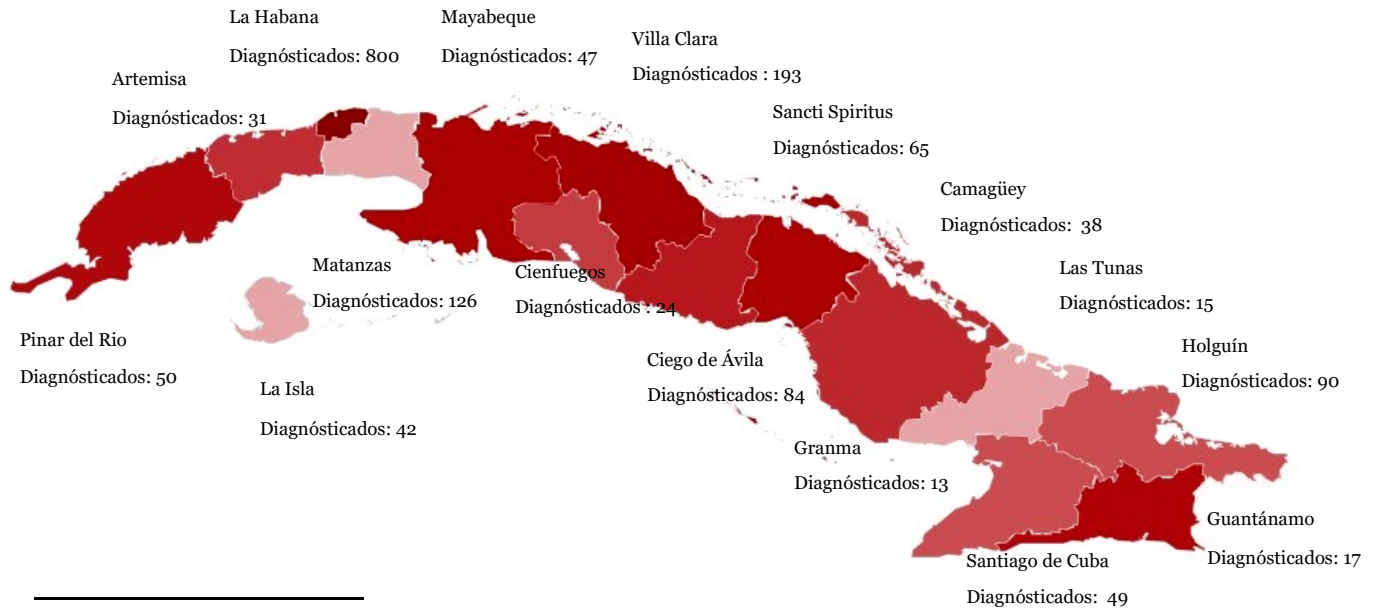 La Habana
Diagnósticados: 800
Mayabeque
Diagnósticados: 47
Villa Clara
Diagnósticados : 193
Artemisa
Diagnósticados: 31
Sancti Spiritus
Diagnósticados: 65
Camagüey
Diagnósticados: 38
Matanzas
Diagnósticados: 126
Cienfuegos
Diagnósticados : 24
Las Tunas
Diagnósticados: 15
Pinar del Rio
Diagnósticados: 50
La Isla
Diagnósticados: 42
Ciego de Ávila
Diagnósticados: 84
Holguín
Diagnósticados: 90
Granma
Diagnósticados: 13
Guantánamo
Diagnósticados: 17
Santiago de Cuba
Diagnósticados: 49